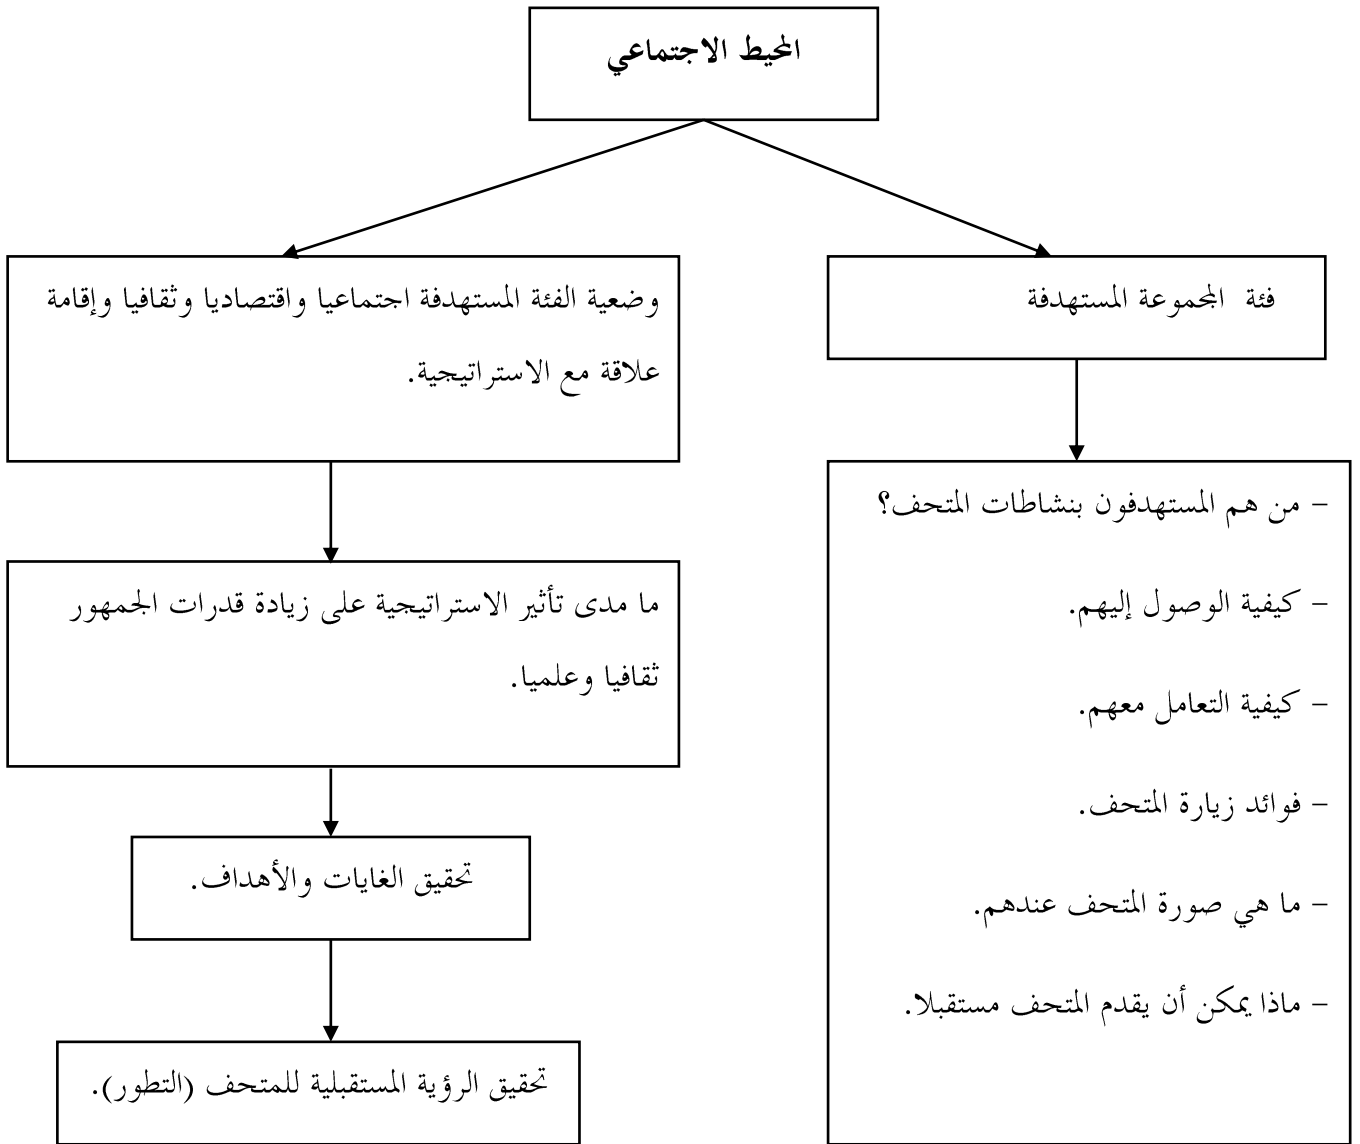 المحيط الاجتماعي
فئة المجموعة المستهدفة
– من هم المستهدفون بنشاطات المتحف؟
– كيفية الوصول إليهم.
– كيفية التعامل معهم.
– فوائد زيارة المتحف.
– ما هي صورة المتحف عندهم.
– ماذا يمكن أن يقدم المتحف مستقبلا.
وضعية الفئة المستهدفة اجتماعيا واقتصاديا وثقافيا وإقامة
علاقة مع الاستراتيجية.
ما مدى تأثير الاستراتيجية على زيادة قدرات الجمهور
ثقافيا وعلميا.
تحقيق الغايات والأهداف.
تحقيق الرؤية المستقبلية للمتحف (التطور).